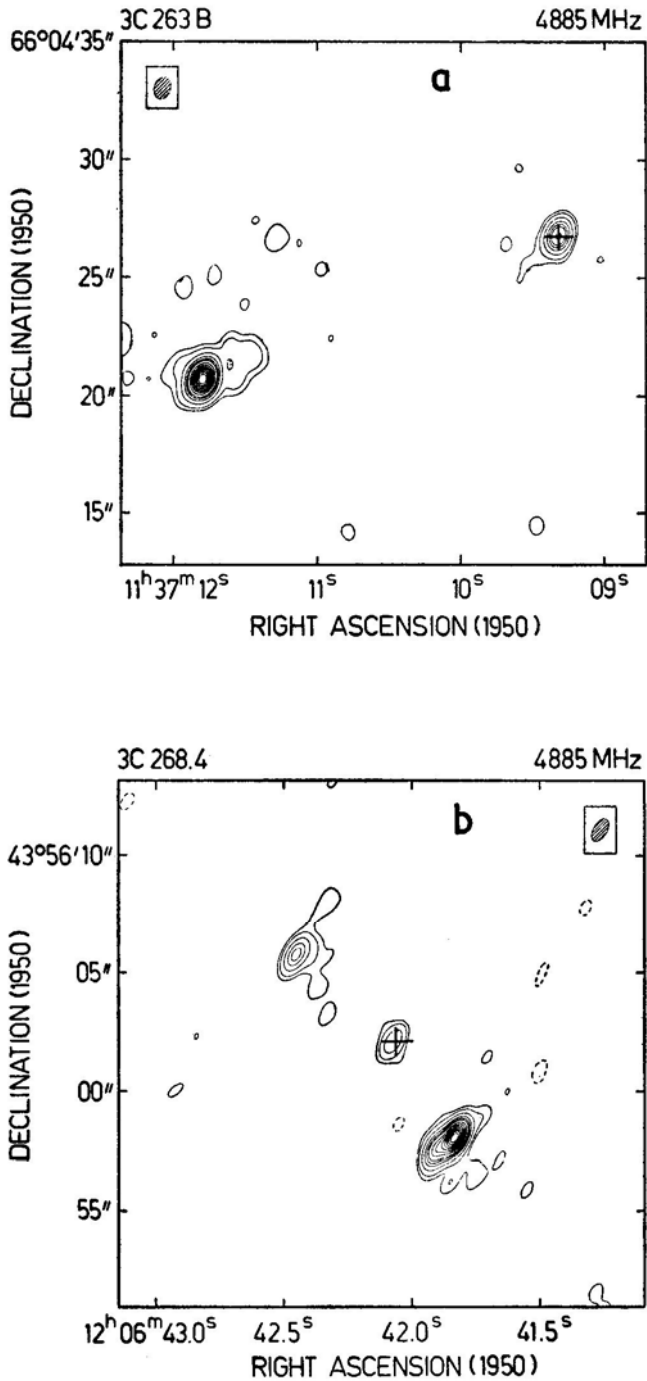 3C 263 B 4885 MHz
a
66°04'35"
30"
25"
20"
15"
DECLINATION (1950)
11ʰ37ᵐ12ˢ 11ˢ 10ˢ 09ˢ
RIGHT ASCENSION (1950)
3C 268.4 4885 MHz
b
43°56'10"
05"
00"
55"
DECLINATION (1950)
12ʰ06ᵐ43.0ˢ 42.5ˢ 42.0ˢ 41.5ˢ
RIGHT ASCENSION (1950)